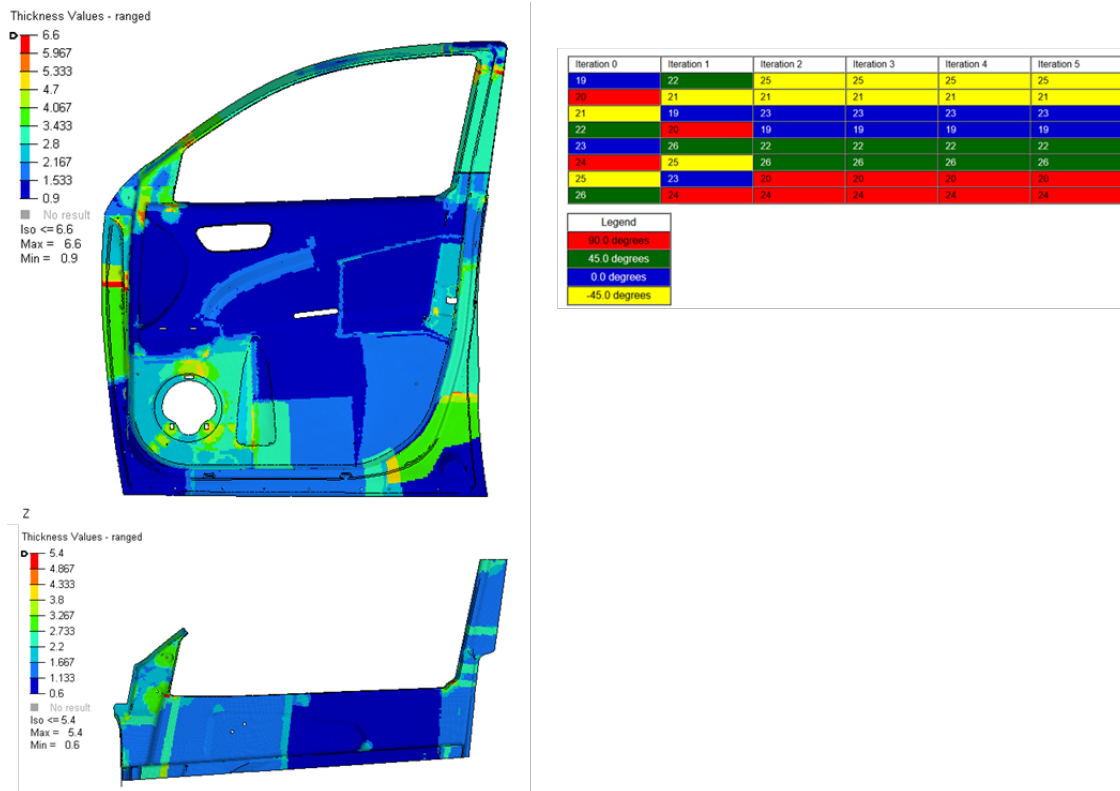 Thickness Values - ranged
D
6.6
5.967
5.333
4.7
4.067
3.433
2.8
2.167
1.533
0.9
No result
Iso <=6.6
Max = 6.6
Min = 0.9
Z
Thickness Values - ranged
D
5.4
4.867
4.333
3.8
3.267
2.733
2.2
1.667
1.133
0.6
No result
Iso <=5.4
Max = 5.4
Min = 0.6
Iteration 0 Iteration 1 Iteration 2 Iteration 3 Iteration 4 Iteration 5
19 22 25 25 25 25
20 21 21 21 21 21
21 19 23 23 23 23
22 20 19 19 19 19
23 26 22 22 22 22
24 25 26 26 26 26
25 23 20 20 20 20
26 24 24 24 24 24
Legend
90.0 degrees
45.0 degrees
0.0 degrees
-45.0 degrees